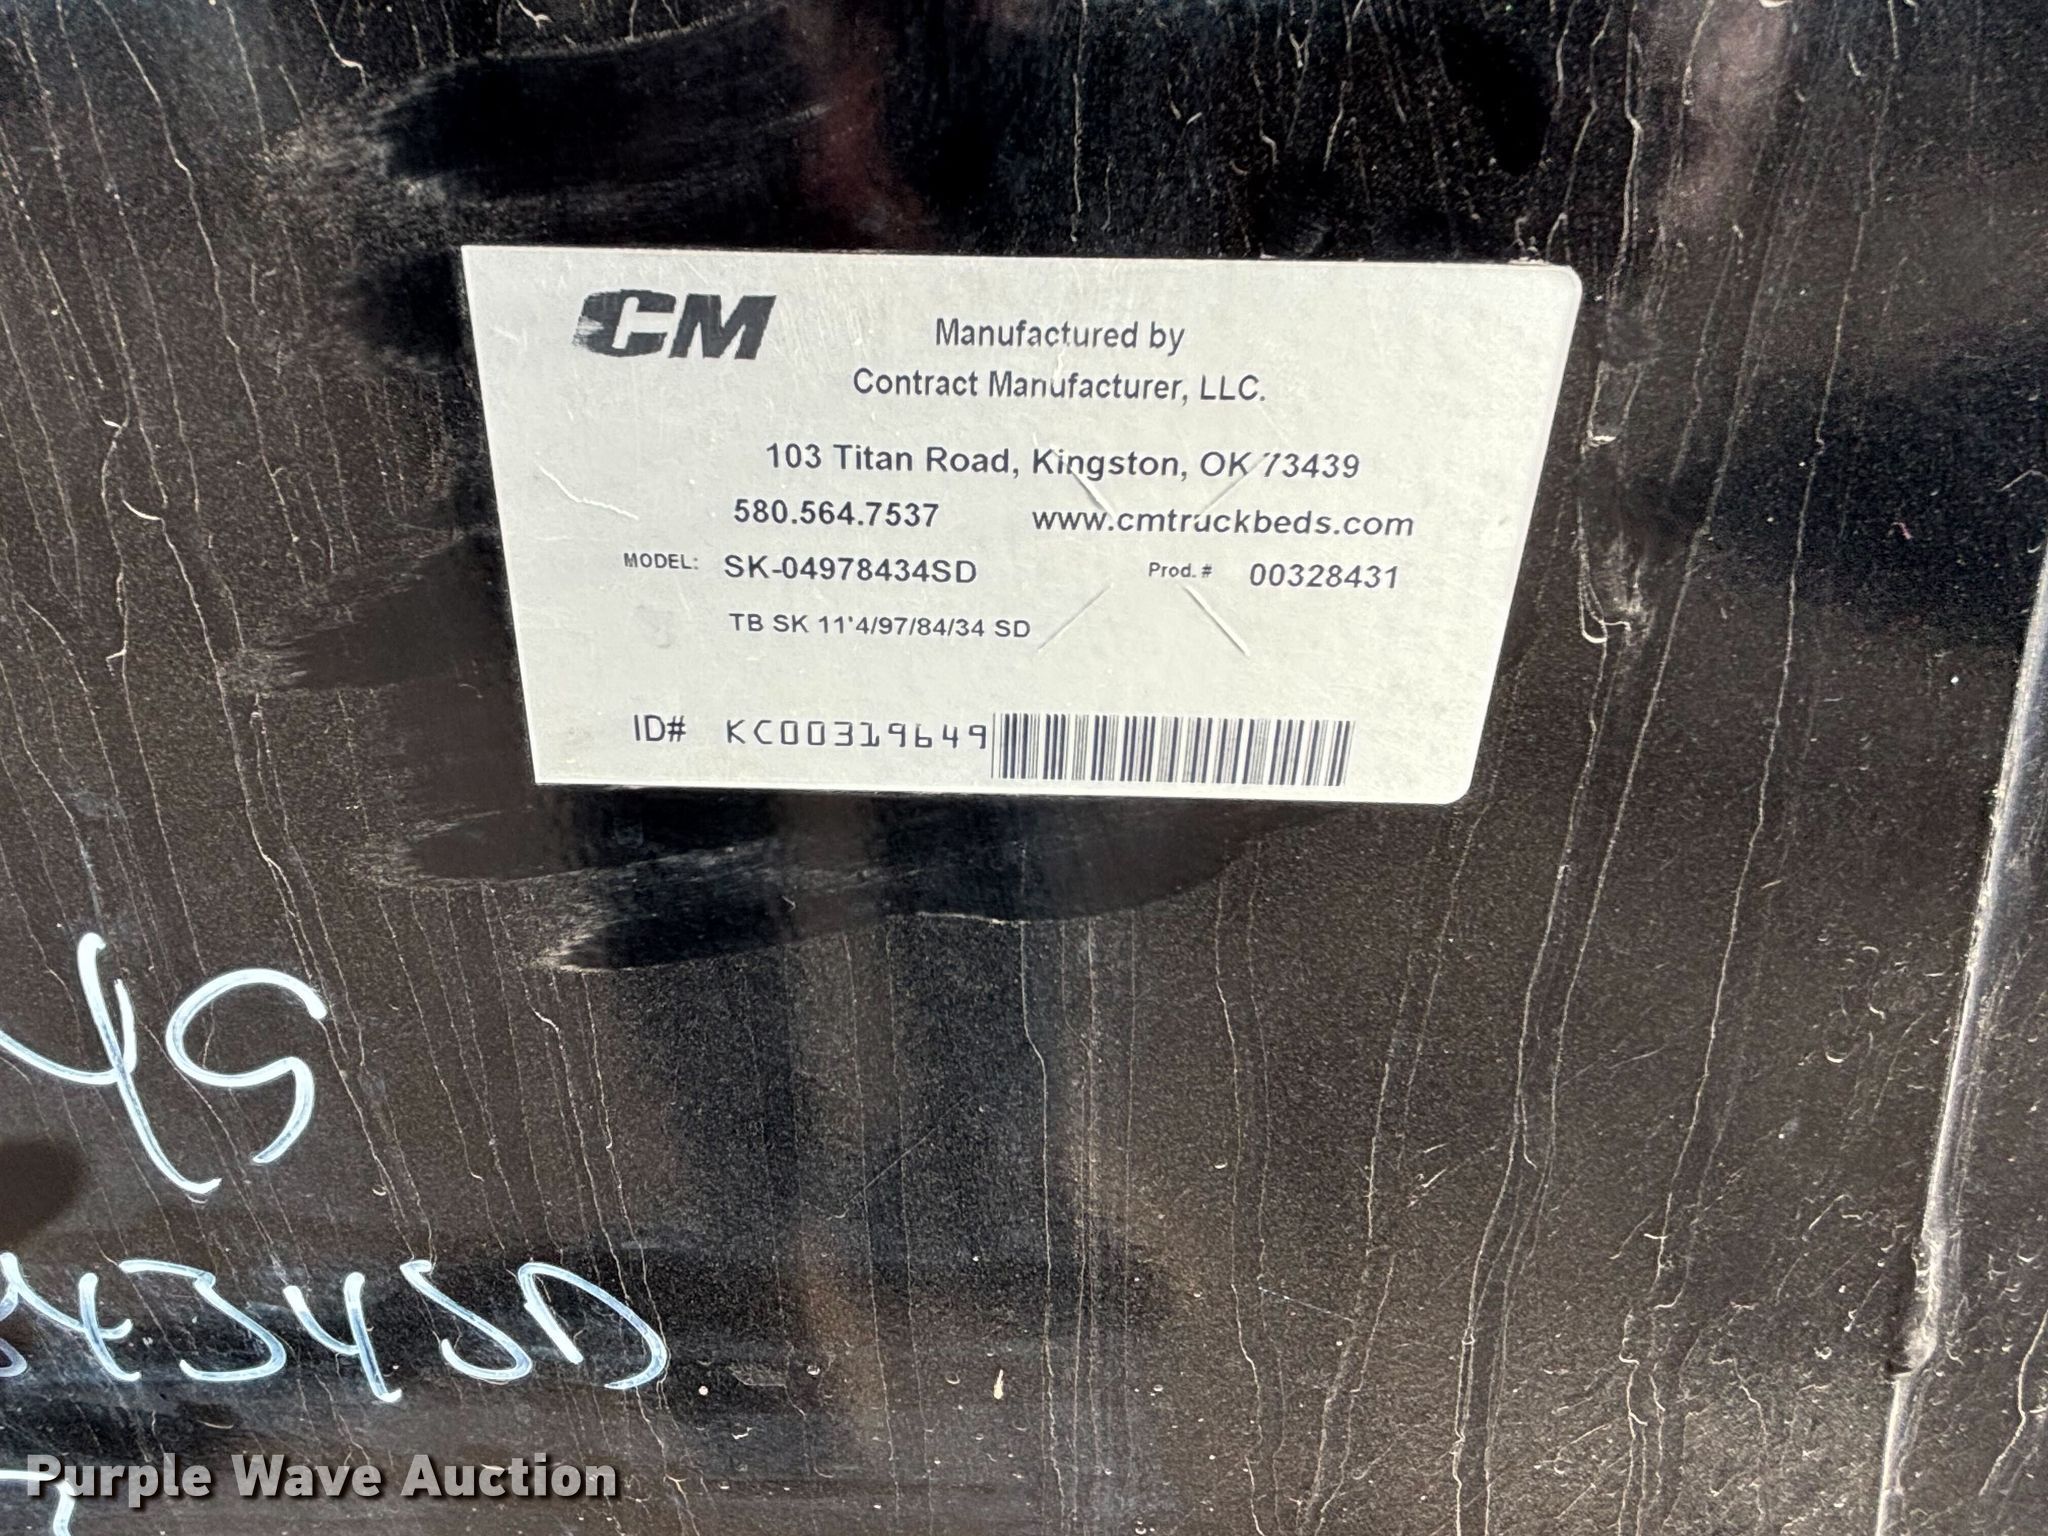 CM
Manufactured by
Contract Manufacturer, LLC.
103 Titan Road, Kingston, OK 73439
580.564.7537 www.cmtruckbeds.com
MODEL: SK-04978434SD Prod. # 00328431
TB SK 11'4/97/84/34 SD
ID# KC00319649
434SD
Purple Wave Auction